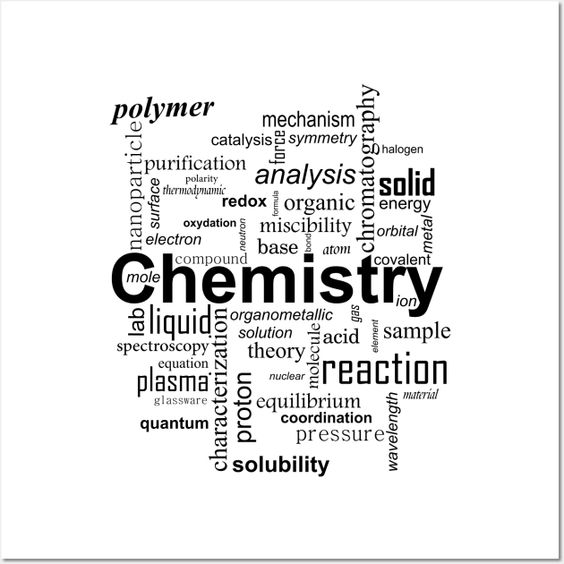 polymer
mechanism
chromatography
catalysis
force
symmetry
halogen
nanoparticle
purification
analysis
polarity
surface
thermodynamic
solid
redox
formula
organic
energy
oxydation
neutron
miscibility
orbital
metal
electron
base
bond
atom
compound
covalent
Chemistry
mole
ion
lab
liquid
characterization
organometallic
gas
solution
molecule
acid
element
sample
spectroscopy
theory
equation
reaction
plasma
nuclear
proton
material
glassware
equilibrium
wavelength
quantum
coordination
pressure
solubility